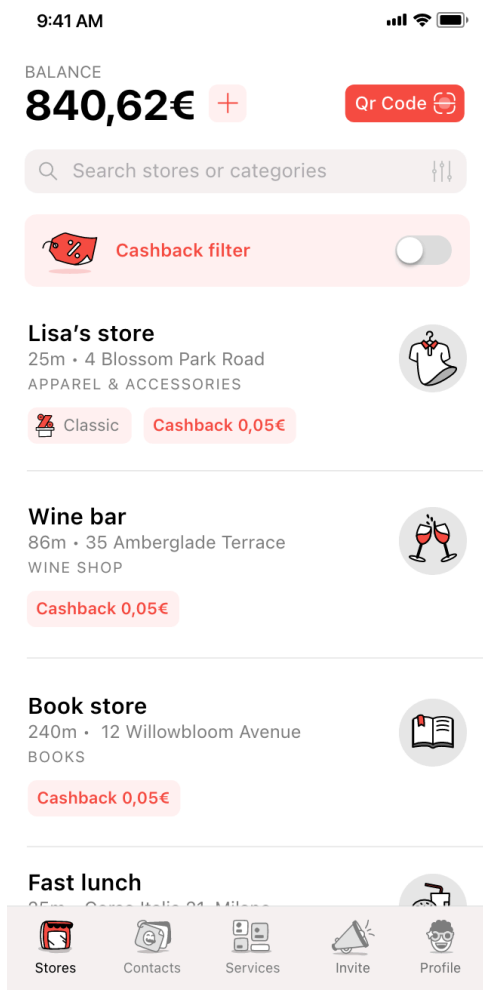 9:41 AM
BALANCE
840,62€ +
Qr Code
Search stores or categories
%
Cashback filter
Lisa’s store
25m • 4 Blossom Park Road
APPAREL & ACCESSORIES
% Classic
Cashback 0,05€
Wine bar
86m • 35 Amberglade Terrace
WINE SHOP
Cashback 0,05€
Book store
240m • 12 Willowbloom Avenue
BOOKS
Cashback 0,05€
Fast lunch
Stores
Contacts
Services
Invite
Profile